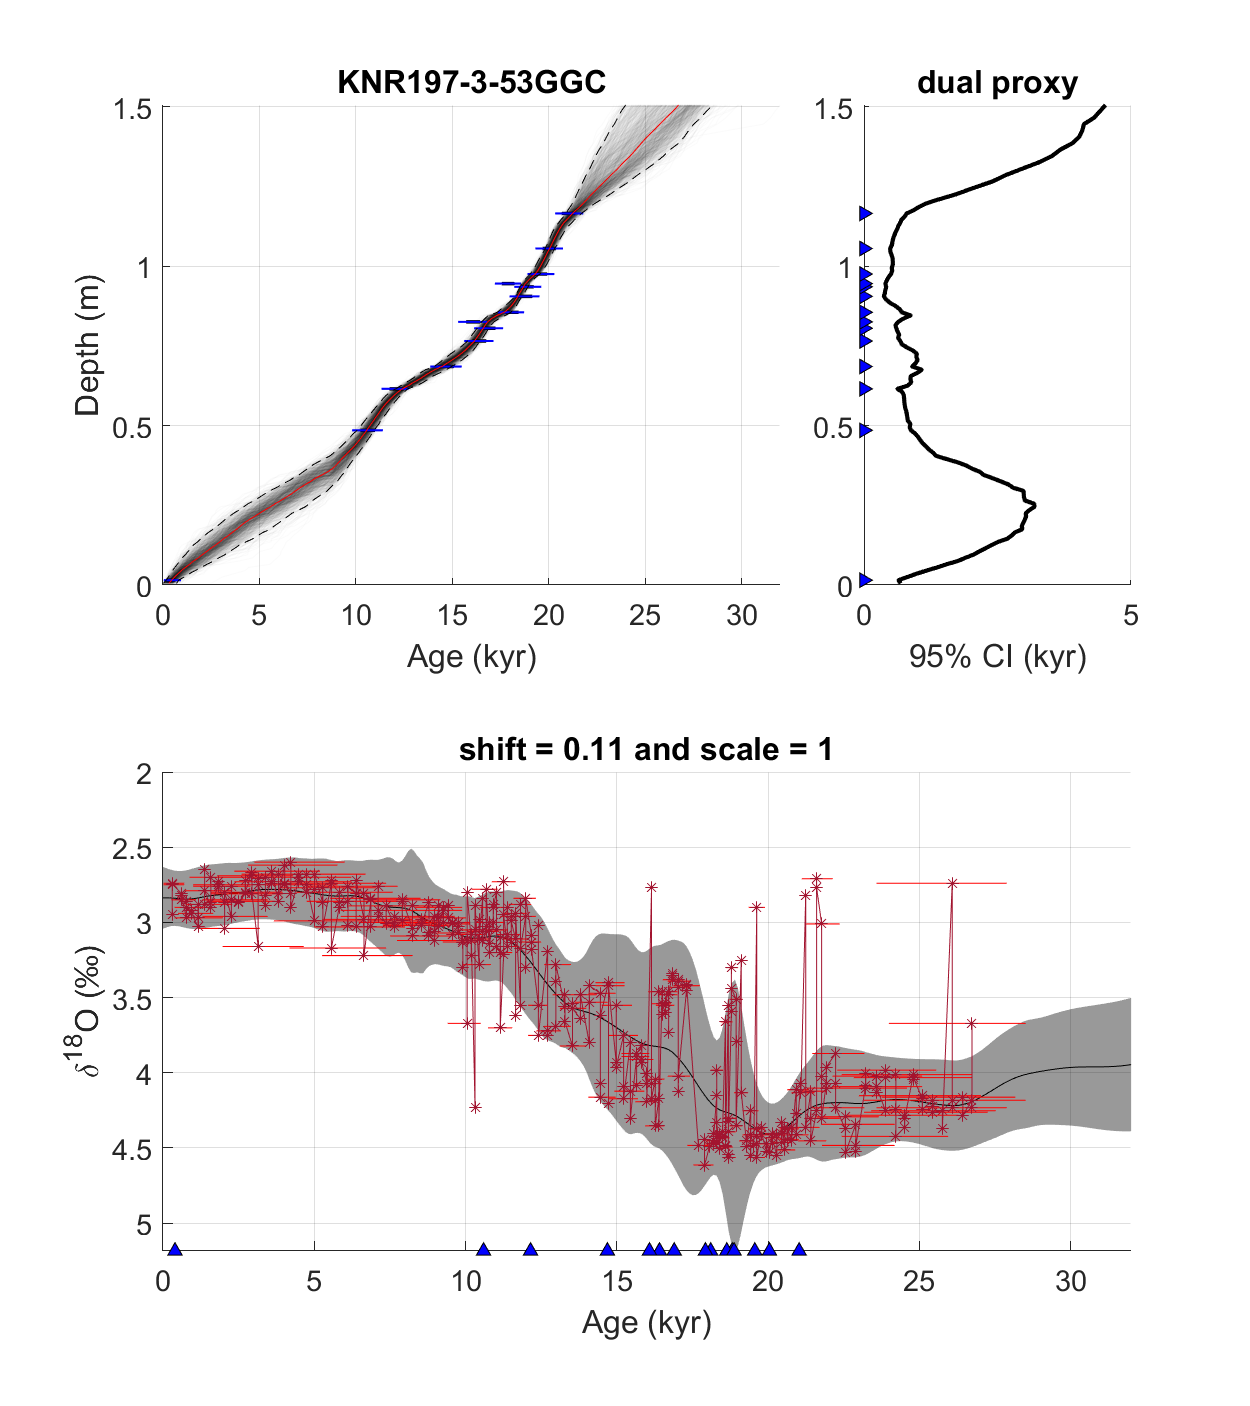 KNR197-3-53GGC
dual proxy
1.5
1
0.5
0
0 5 10 15 20 25 30
Age (kyr)
Depth (m)
1.5
1
0.5
0
0 5
95% CI (kyr)
shift = 0.11 and scale = 1
2
2.5
3
3.5
4
4.5
5
0 5 10 15 20 25 30
Age (kyr)
δ18O (‰)